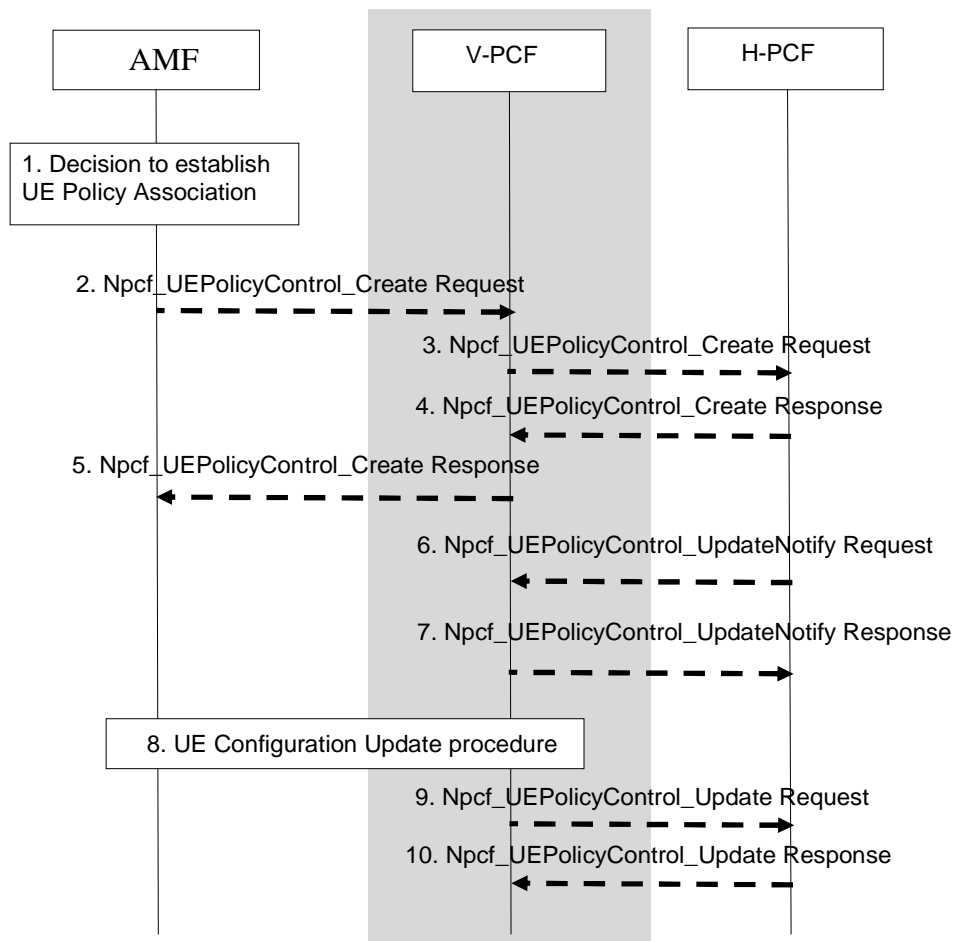 AMF
V-PCF
H-PCF
1. Decision to establish
UE Policy Association
2. Npcf_UEPolicyControl_Create Request
3. Npcf_UEPolicyControl_Create Request
4. Npcf_UEPolicyControl_Create Response
5. Npcf_UEPolicyControl_Create Response
6. Npcf_UEPolicyControl_UpdateNotify Request
7. Npcf_UEPolicyControl_UpdateNotify Response
8. UE Configuration Update procedure
9. Npcf_UEPolicyControl_Update Request
10. Npcf_UEPolicyControl_Update Response